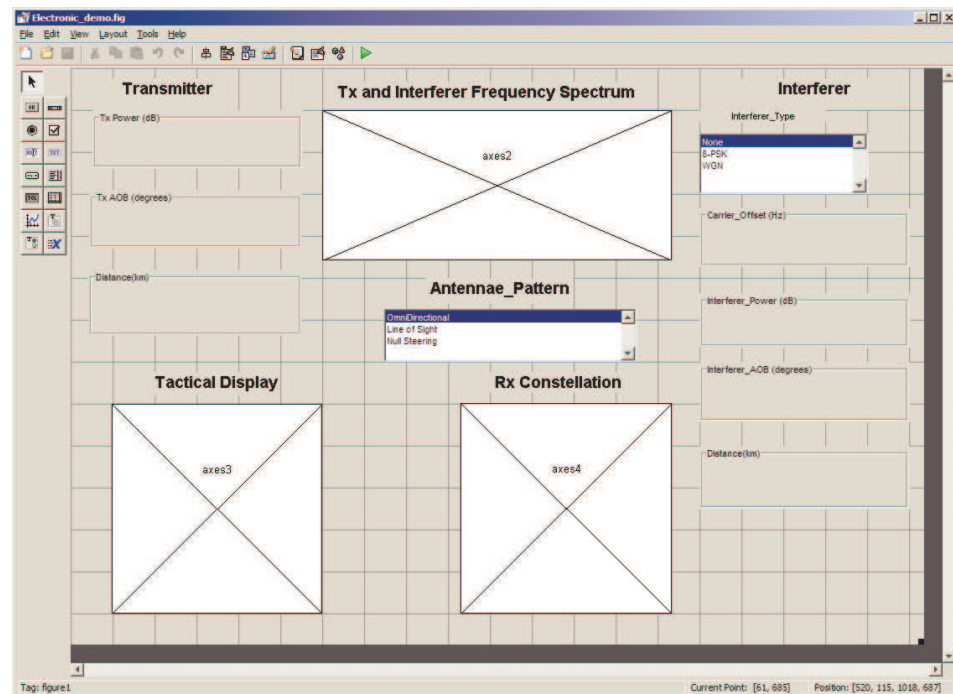 Electronic_demo.fig
File Edit View Layout Tools Help
Transmitter
Tx Power (dB)
Tx AOB (degrees)
Distance(km)
Tx and Interferer Frequency Spectrum
axes2
Interferer
Interferer_Type
None
8-PSK
WGN
Carrier_Offset (Hz)
Interferer_Power (dB)
Interferer_AOB (degrees)
Distance(km)
Antennae_Pattern
OmniDirectional
Line of Sight
Null Steering
Tactical Display
axes3
Rx Constellation
axes4
Tag: figure1
Current Point: [61, 685]
Position: [520, 115, 1018, 687]